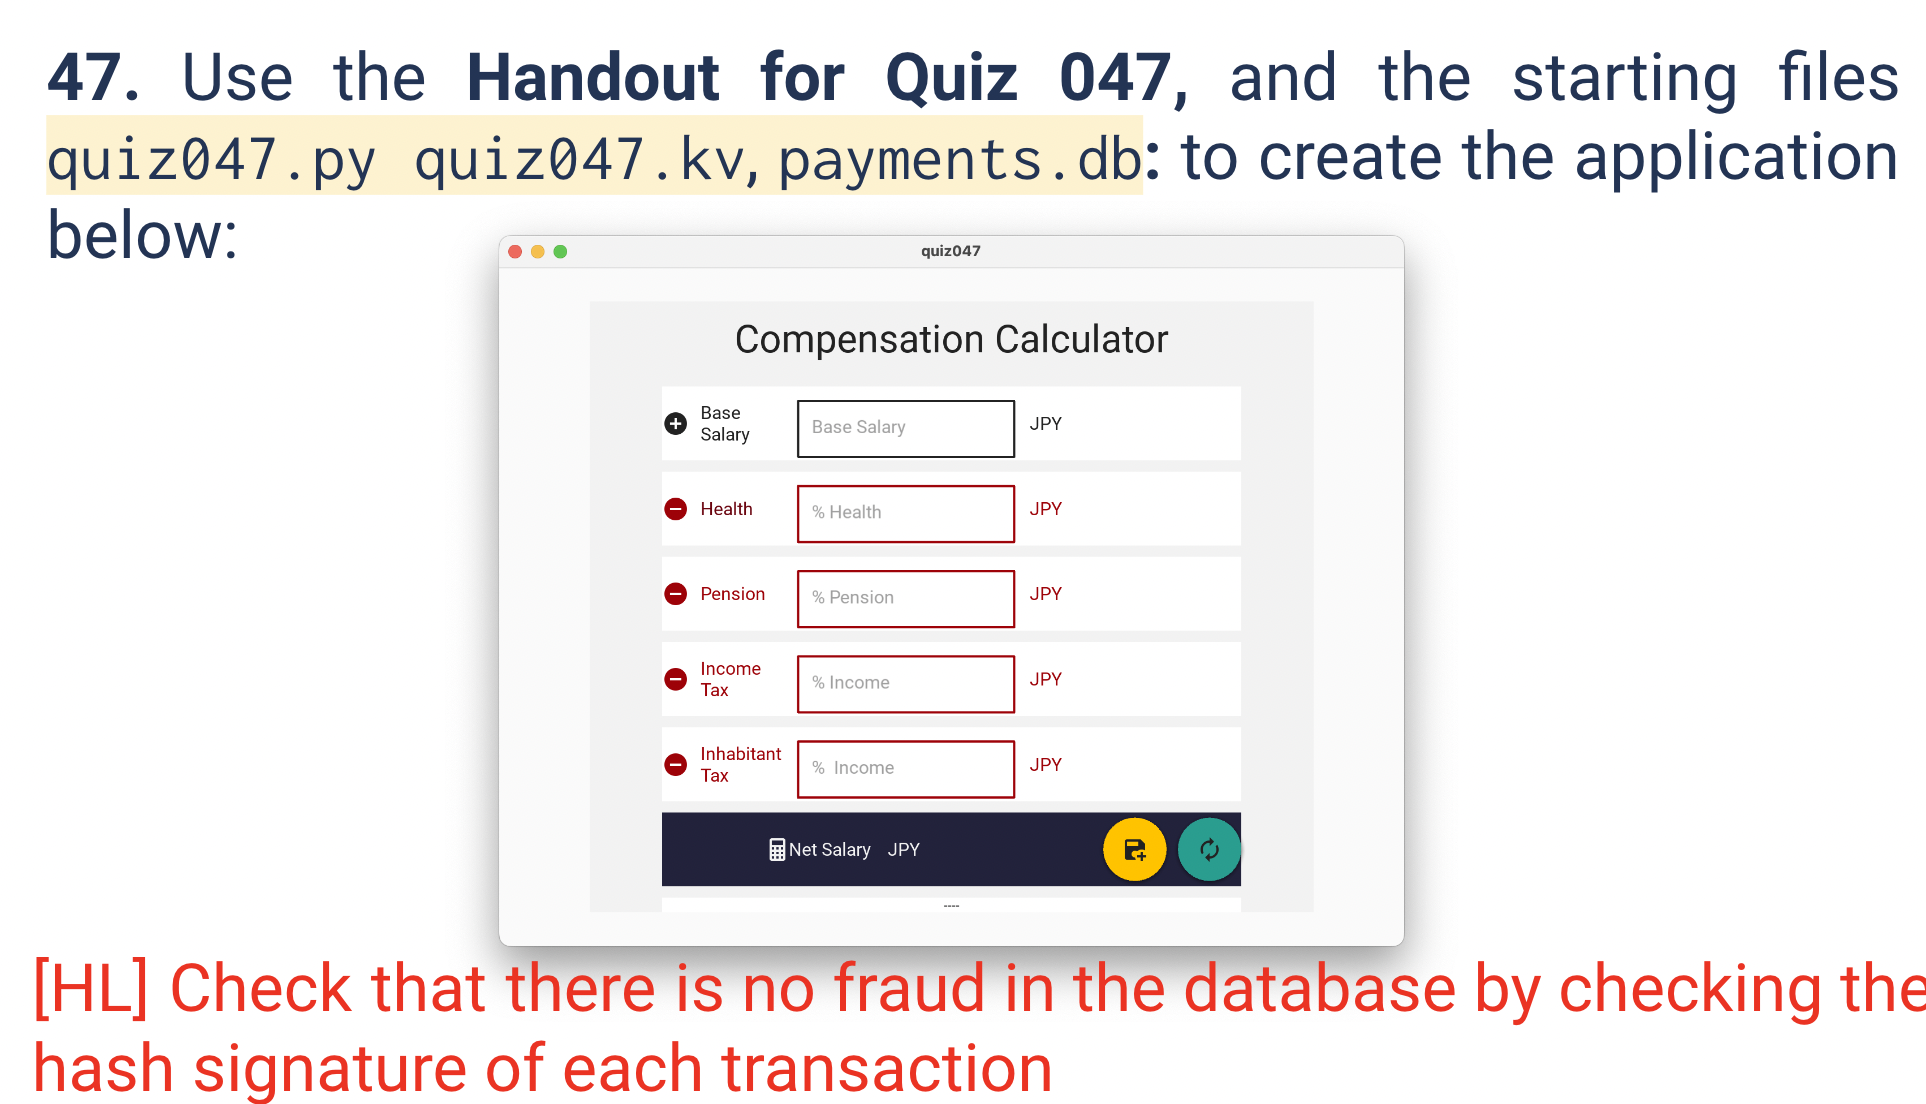 47. Use the Handout for Quiz 047, and the starting files
quiz047.py quiz047.kv, payments.db: to create the application
below:
quiz047
Compensation Calculator
Base
Salary
Base Salary
JPY
Health
% Health
JPY
Pension
% Pension
JPY
Income
Tax
% Income
JPY
Inhabitant
Tax
% Income
JPY
Net Salary JPY
----
[HL] Check that there is no fraud in the database by checking the
hash signature of each transaction